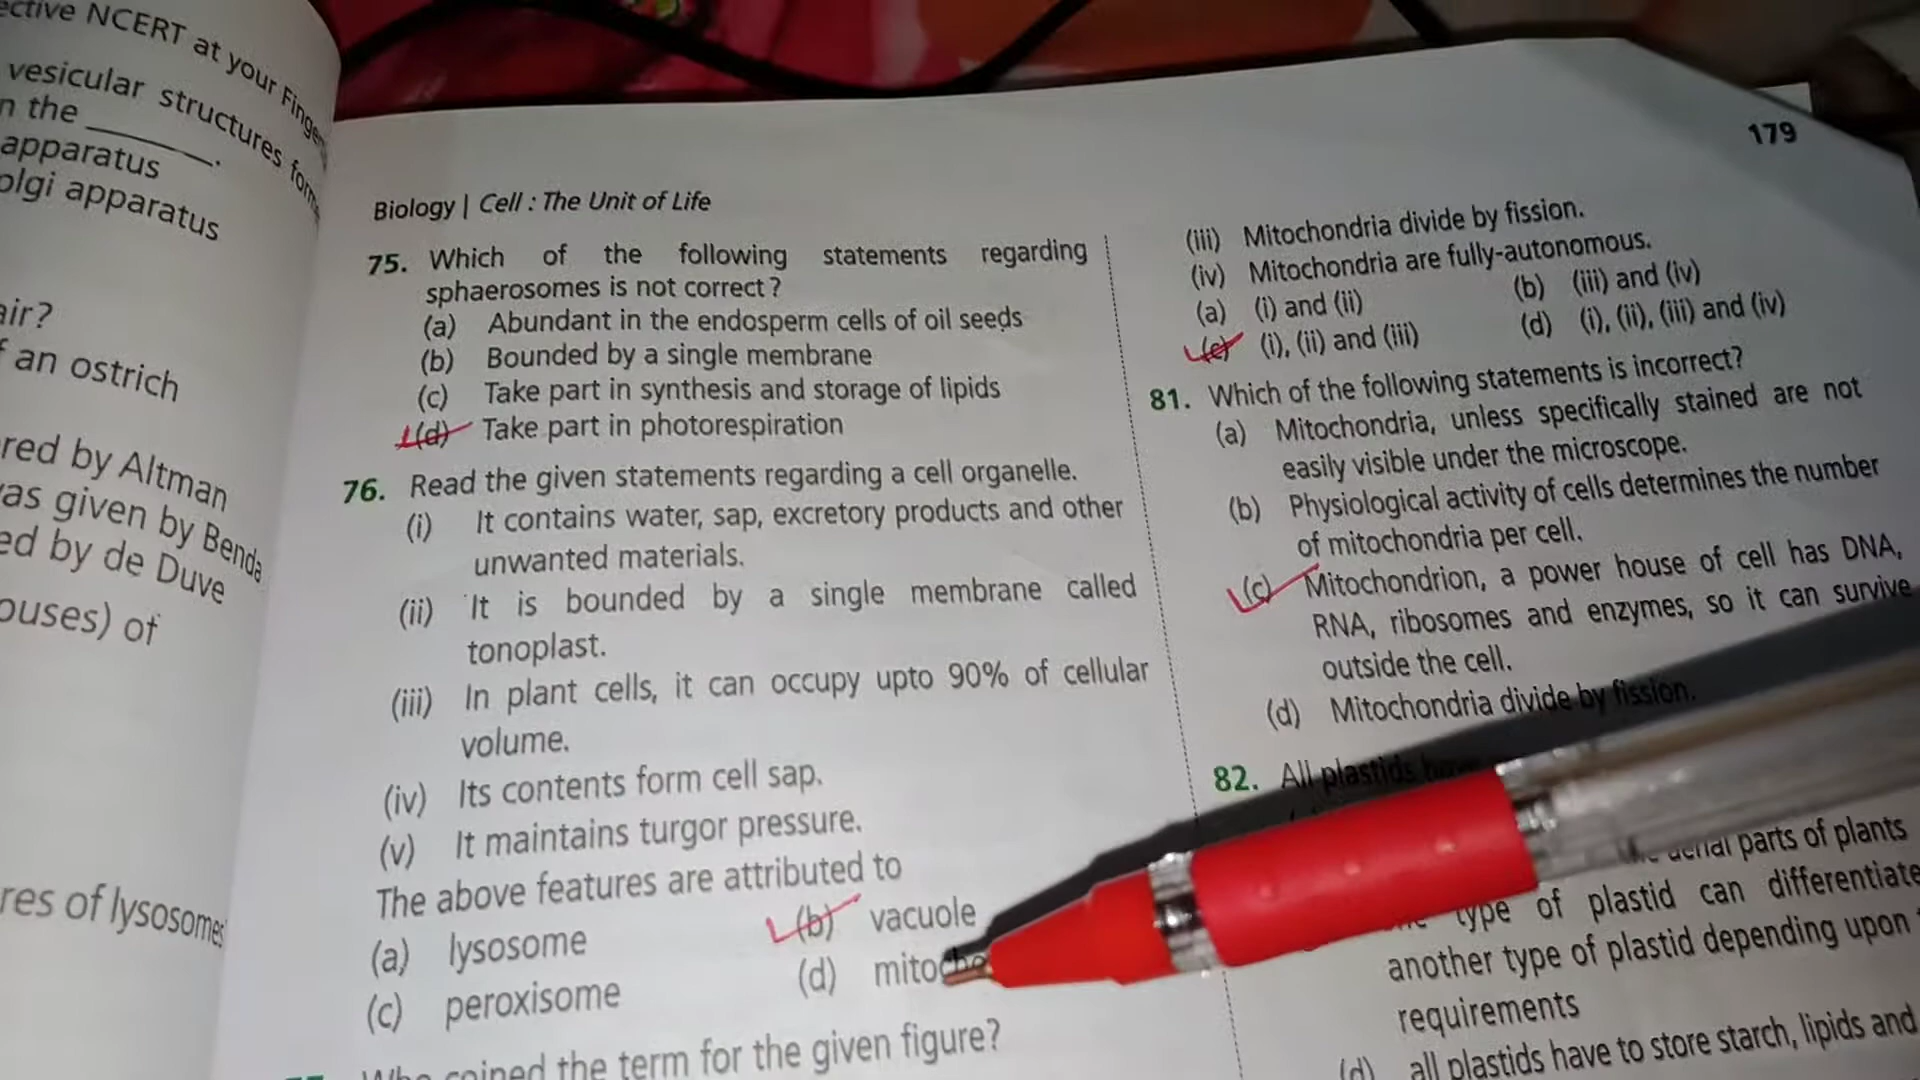 ective NCERT at your Finger
vesicular structures form
n the ______.
apparatus
olgi apparatus
air?
f an ostrich
red by Altman
as given by Benda
ed by de Duve
ouses) of
res of lysosomes
179
Biology | Cell : The Unit of Life
75. Which of the following statements regarding
sphaerosomes is not correct?
(a) Abundant in the endosperm cells of oil seeds
(b) Bounded by a single membrane
(c) Take part in synthesis and storage of lipids
(d) Take part in photorespiration
76. Read the given statements regarding a cell organelle.
(i) It contains water, sap, excretory products and other
unwanted materials.
(ii) It is bounded by a single membrane called
tonoplast.
(iii) In plant cells, it can occupy upto 90% of cellular
volume.
(iv) Its contents form cell sap.
(v) It maintains turgor pressure.
The above features are attributed to
(a) lysosome (b) vacuole
(c) peroxisome (d) mitocho
coined the term for the given figure?
(iii) Mitochondria divide by fission.
(iv) Mitochondria are fully-autonomous.
(a) (i) and (ii) (b) (iii) and (iv)
(c) (i), (ii) and (iii) (d) (i), (ii), (iii) and (iv)
81. Which of the following statements is incorrect?
(a) Mitochondria, unless specifically stained are not
easily visible under the microscope.
(b) Physiological activity of cells determines the number
of mitochondria per cell.
(c) Mitochondrion, a power house of cell has DNA,
RNA, ribosomes and enzymes, so it can survive
outside the cell.
(d) Mitochondria divide by fission.
82. All plastids have
parts of plants
type of plastid can differentiate
another type of plastid depending upon
requirements
(d) all plastids have to store starch, lipids and